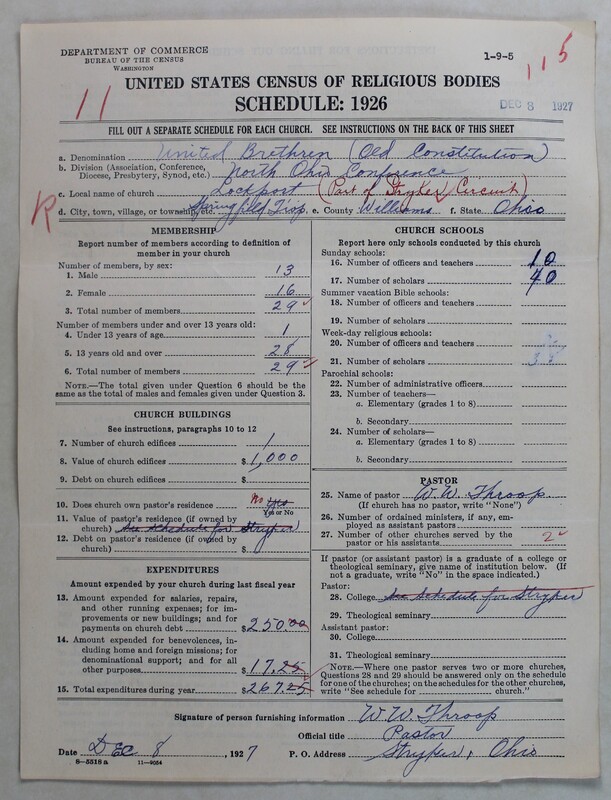 DEPARTMENT OF COMMERCE
BUREAU OF THE CENSUS
WASHINGTON
1-9-5
115
11
UNITED STATES CENSUS OF RELIGIOUS BODIES
SCHEDULE: 1926
DEC 8 1927
FILL OUT A SEPARATE SCHEDULE FOR EACH CHURCH. SEE INSTRUCTIONS ON THE BACK OF THIS SHEET
a. Denomination United Brethren (Old Constitution)
b. Division (Association, Conference, Diocese, Presbytery, Synod, etc.) North Ohio Conference
c. Local name of church Lockport (Part of Stryker Circuit)
R
d. City, town, village, or township, etc. Springfield Twp. e. County Williams f. State Ohio
MEMBERSHIP
Report number of members according to definition of
member in your church
Number of members, by sex:
1. Male 13
2. Female 16
3. Total number of members 29
Number of members under and over 13 years old:
4. Under 13 years of age 1
5. 13 years old and over 28
6. Total number of members 29
NOTE.—The total given under Question 6 should be
same as the total of males and females given under Question 3.
CHURCH BUILDINGS
See instructions, paragraphs 10 to 12
7. Number of church edifices 1
8. Value of church edifices $1,000
9. Debt on church edifices $
10. Does church own pastor's residence No Yes
Yes or No
11. Value of pastor's residence (if owned by
church) See schedule for Stryker $
12. Debt on pastor's residence (if owned by
church) $
EXPENDITURES
Amount expended by your church during last fiscal year
13. Amount expended for salaries, repairs,
and other running expenses; for im-
provements or new buildings; and for
payments on church debt $250.00
14. Amount expended for benevolences, in-
cluding home and foreign missions; for
denominational support; and for all
other purposes 17.25
15. Total expenditures during year $267.25
CHURCH SCHOOLS
Report here only schools conducted by this church
Sunday schools:
16. Number of officers and teachers 10
17. Number of scholars 40
Summer vacation Bible schools:
18. Number of officers and teachers
19. Number of scholars
Week-day religious schools:
20. Number of officers and teachers
21. Number of scholars
Parochial schools:
22. Number of administrative officers
23. Number of teachers—
a. Elementary (grades 1 to 8)
b. Secondary
24. Number of scholars—
a. Elementary (grades 1 to 8)
b. Secondary
PASTOR
25. Name of pastor W. W. Throop
(If church has no pastor, write "None")
26. Number of ordained ministers, if any, em-
ployed as assistant pastors
27. Number of other churches served by the
pastor or his assistants 2
If pastor (or assistant pastor) is a graduate of a college or
theological seminary, give name of institution below. (If
not a graduate, write "No" in the space indicated.)
Pastor:
28. College See Schedule for Stryker
29. Theological seminary
Assistant pastor:
30. College
31. Theological seminary
NOTE.—Where one pastor serves two or more churches,
Questions 28 and 29 should be answered only on the schedule
for one of the churches; on the schedules for the other churches,
write "See schedule for church."
Signature of person furnishing information W W Throop
Official title Pastor
Date DEC 8, 1927 P. O. Address Stryker, Ohio
8—5518 a 11—9054